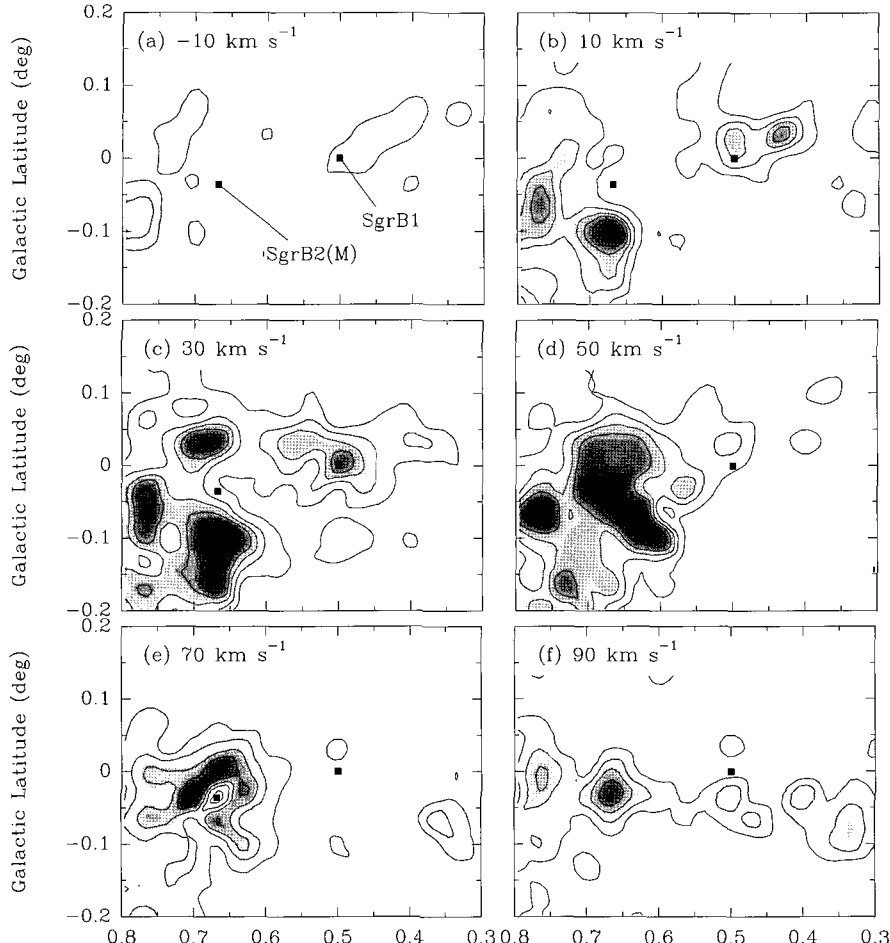 0.2
(a) −10 km s⁻¹
(b) 10 km s⁻¹
Galactic Latitude (deg)
0.1
0
−0.1
−0.2
SgrB1
SgrB2(M)
0.2
(c) 30 km s⁻¹
(d) 50 km s⁻¹
Galactic Latitude (deg)
0.1
0
−0.1
−0.2
0.2
(e) 70 km s⁻¹
(f) 90 km s⁻¹
Galactic Latitude (deg)
0.1
0
−0.1
−0.2
0.8 0.7 0.6 0.5 0.4 0.3 0.8 0.7 0.6 0.5 0.4 0.3